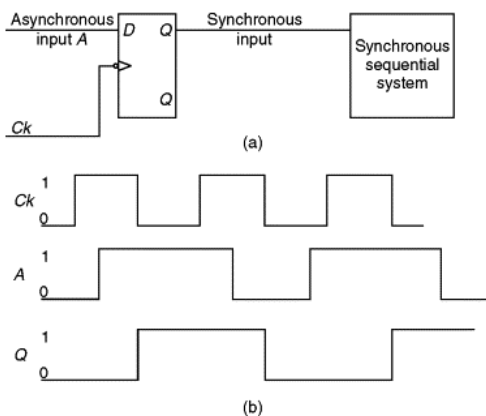 Asynchronous
input A
D
Q
Synchronous
input
Synchronous
sequential
system
Q
Ck
(a)
Ck
1
0
A
1
0
Q
1
0
(b)